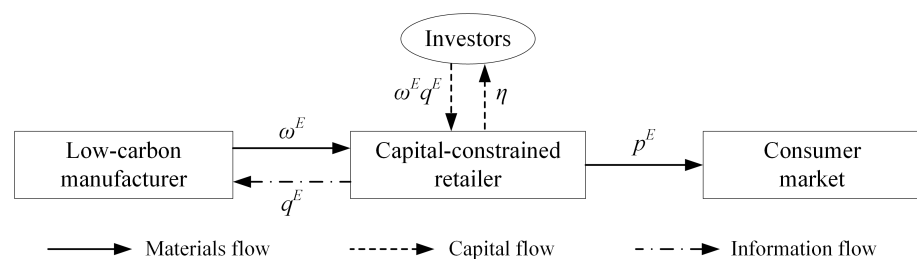 Investors
ω^E q^E
η
ω^E
p^E
Low-carbon
manufacturer
Capital-constrained
retailer
Consumer
market
q^E
Materials flow
Capital flow
Information flow